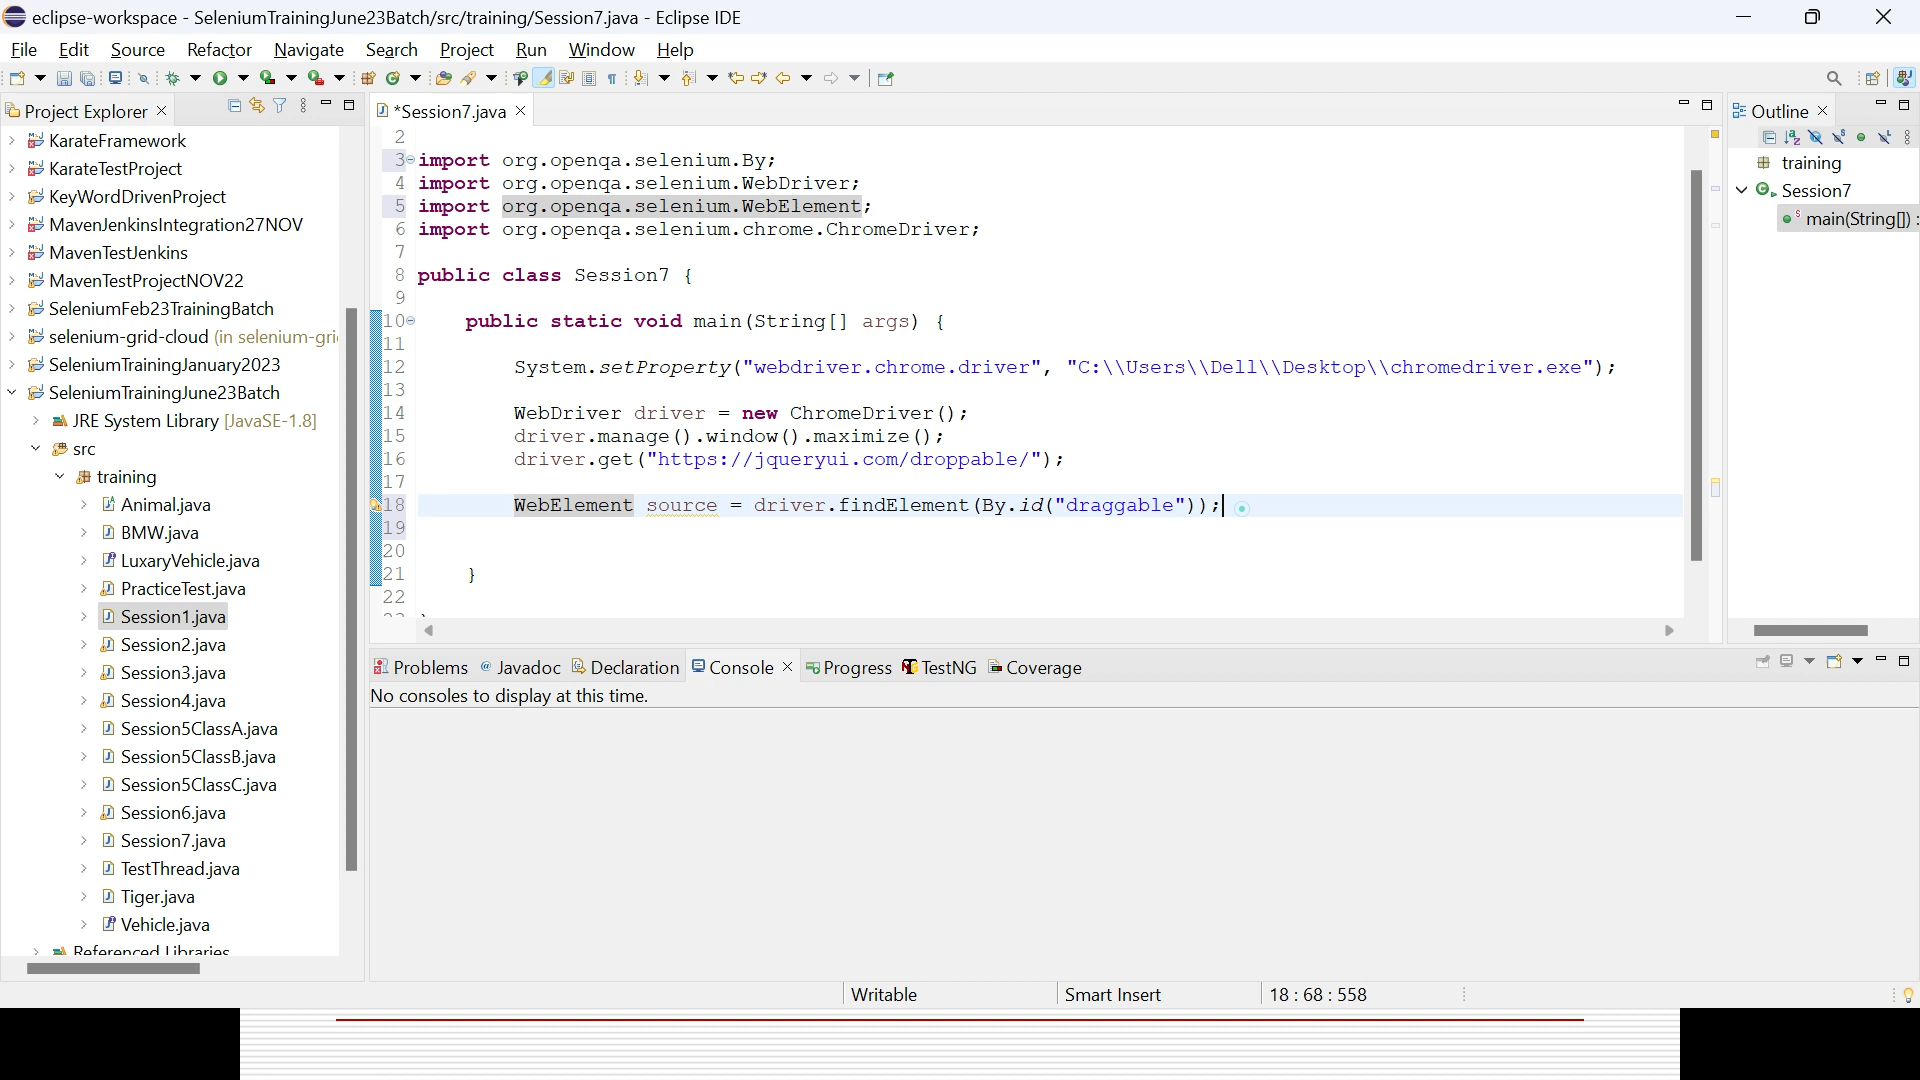 eclipse-workspace - SeleniumTrainingJune23Batch/src/training/Session7.java - Eclipse IDE
File Edit Source Refactor Navigate Search Project Run Window Help
Project Explorer
KarateFramework
KarateTestProject
KeyWordDrivenProject
MavenJenkinsIntegration27NOV
MavenTestJenkins
MavenTestProjectNOV22
SeleniumFeb23TrainingBatch
selenium-grid-cloud (in selenium-gri
SeleniumTrainingJanuary2023
SeleniumTrainingJune23Batch
JRE System Library [JavaSE-1.8]
src
training
Animal.java
BMW.java
LuxaryVehicle.java
PracticeTest.java
Session1.java
Session2.java
Session3.java
Session4.java
Session5ClassA.java
Session5ClassB.java
Session5ClassC.java
Session6.java
Session7.java
TestThread.java
Tiger.java
Vehicle.java
Referenced Libraries
*Session7.java
2
3 import org.openqa.selenium.By;
4 import org.openqa.selenium.WebDriver;
5 import org.openqa.selenium.WebElement;
6 import org.openqa.selenium.chrome.ChromeDriver;
7
8 public class Session7 {
9
10 public static void main(String[] args) {
11
12 System.setProperty("webdriver.chrome.driver", "C:\\Users\\Dell\\Desktop\\chromedriver.exe");
13
14 WebDriver driver = new ChromeDriver();
15 driver.manage().window().maximize();
16 driver.get("https://jqueryui.com/droppable/");
17
18 WebElement source = driver.findElement(By.id("draggable"));
19
20
21 }
22
Outline
training
Session7
main(String[]) :
Problems Javadoc Declaration Console Progress TestNG Coverage
No consoles to display at this time.
Writable Smart Insert 18 : 68 : 558